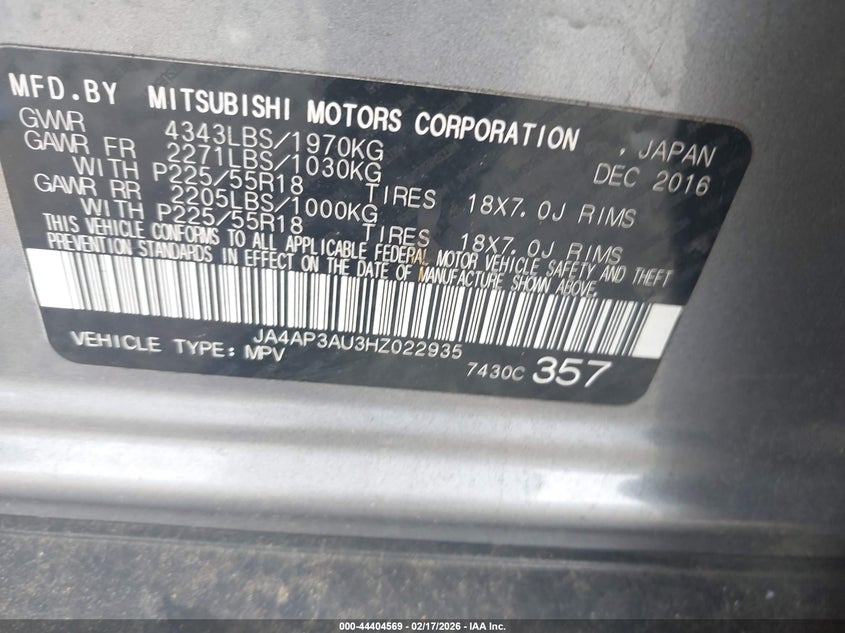 MFD.BY MITSUBISHI MOTORS CORPORATION , JAPAN
GWWR 4343LBS/1970KG DEC 2016
GAWR FR 2271LBS/1030KG
WITH P225/55R18 TIRES 18X7.0J RIMS
GAWR RR 2205LBS/1000KG
WITH P225/55R18 TIRES 18X7.0J RIMS
THIS VEHICLE CONFORMS TO ALL APPLICABLE FEDERAL MOTOR VEHICLE SAFETY AND THEFT
PREVENTION STANDARDS IN EFFECT ON THE DATE OF MANUFACTURE SHOWN ABOVE.
JA4AP3AU3HZ022935
VEHICLE TYPE: MPV 7430C 357
000-44404569 - 02/17/2026 - IAA Inc.